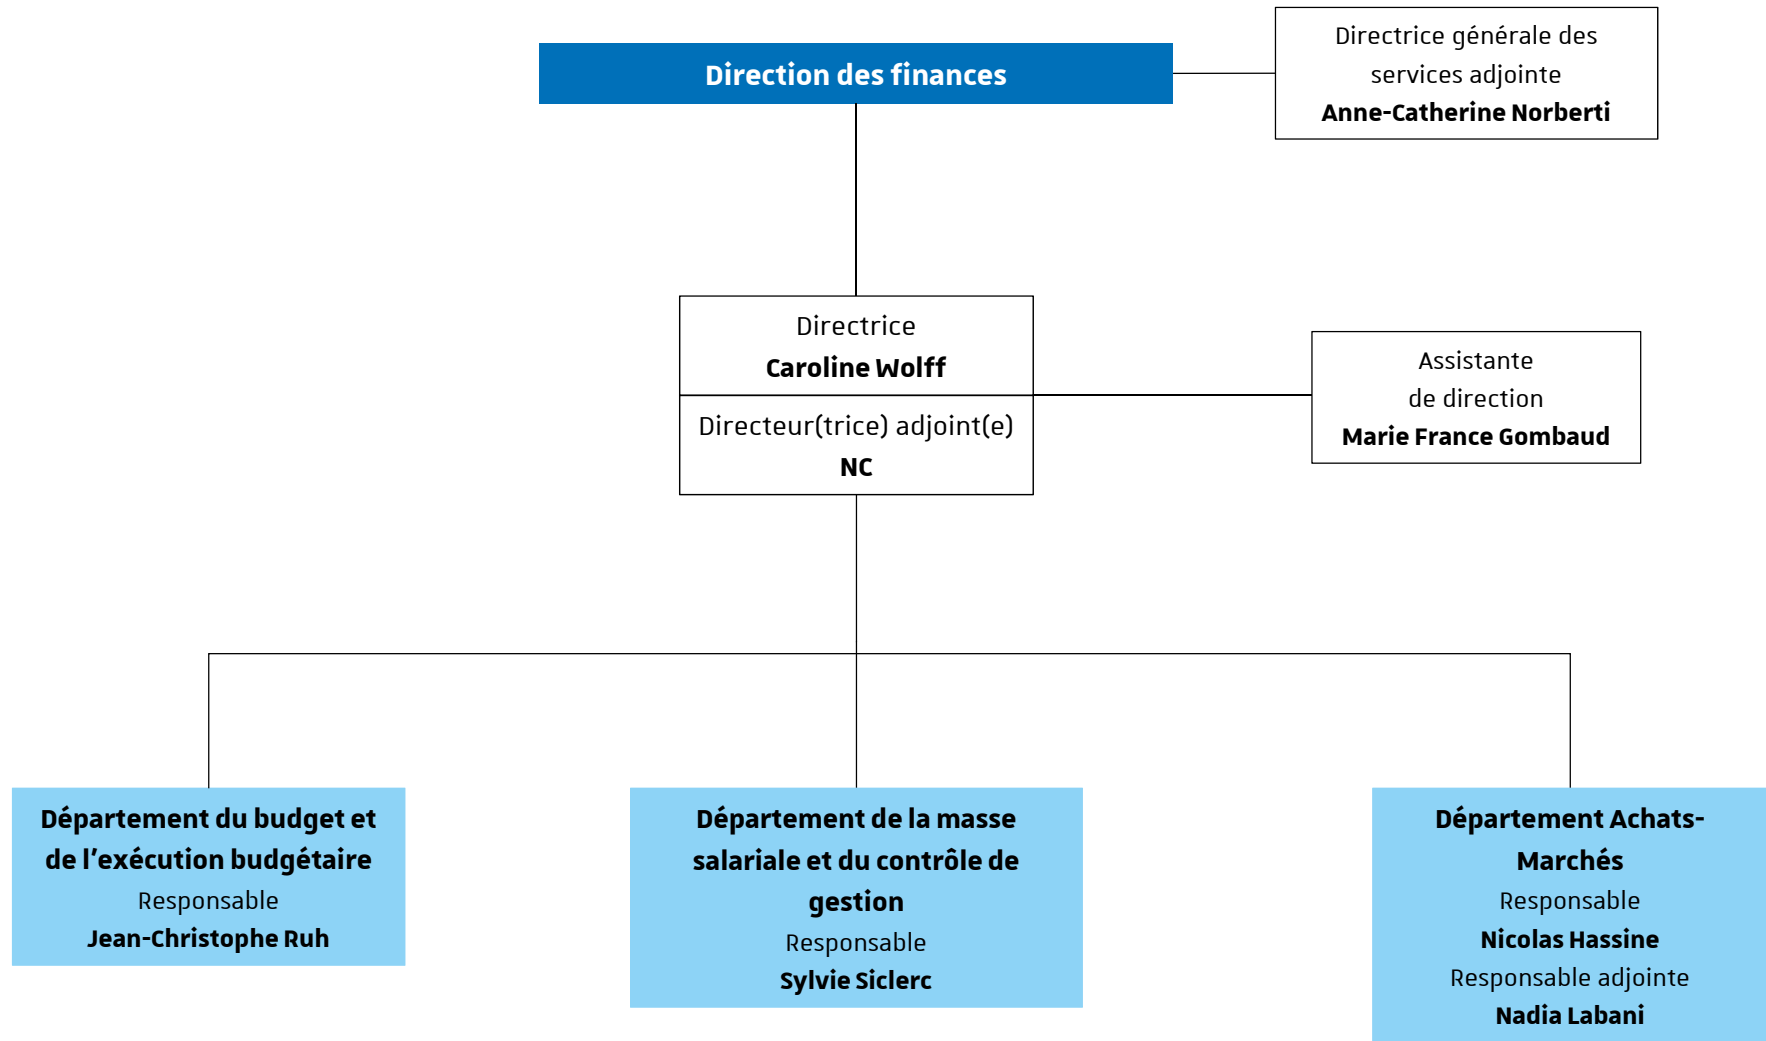 Direction des finances
Directrice générale des
services adjointe
Anne-Catherine Norberti
Directrice
Caroline Wolff
Directeur(trice) adjoint(e)
NC
Assistante
de direction
Marie France Gombaud
Département du budget et
de l'exécution budgétaire
Responsable
Jean-Christophe Ruh
Département de la masse
salariale et du contrôle de
gestion
Responsable
Sylvie Siclerc
Département Achats-
Marchés
Responsable
Nicolas Hassine
Responsable adjointe
Nadia Labani